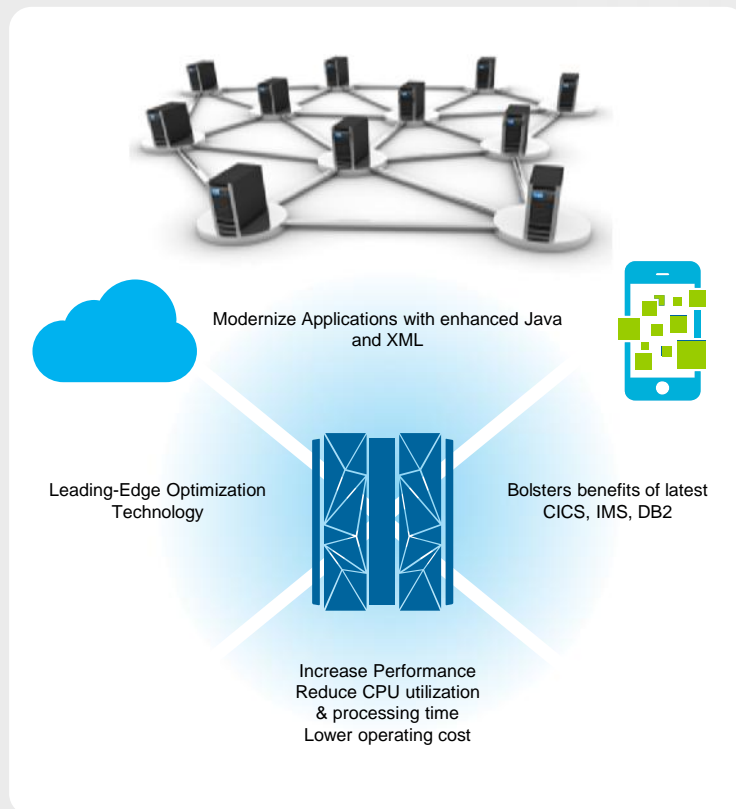 Modernize Applications with enhanced Java
and XML
Leading-Edge Optimization
Technology
Bolsters benefits of latest
CICS, IMS, DB2
Increase Performance
Reduce CPU utilization
& processing time
Lower operating cost